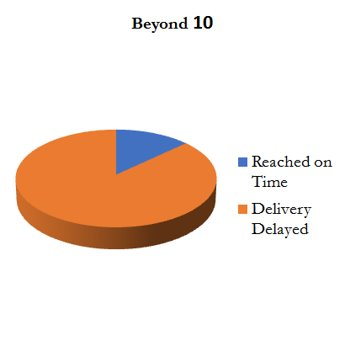 Beyond 10
Reached on
Time
Delivery
Delayed